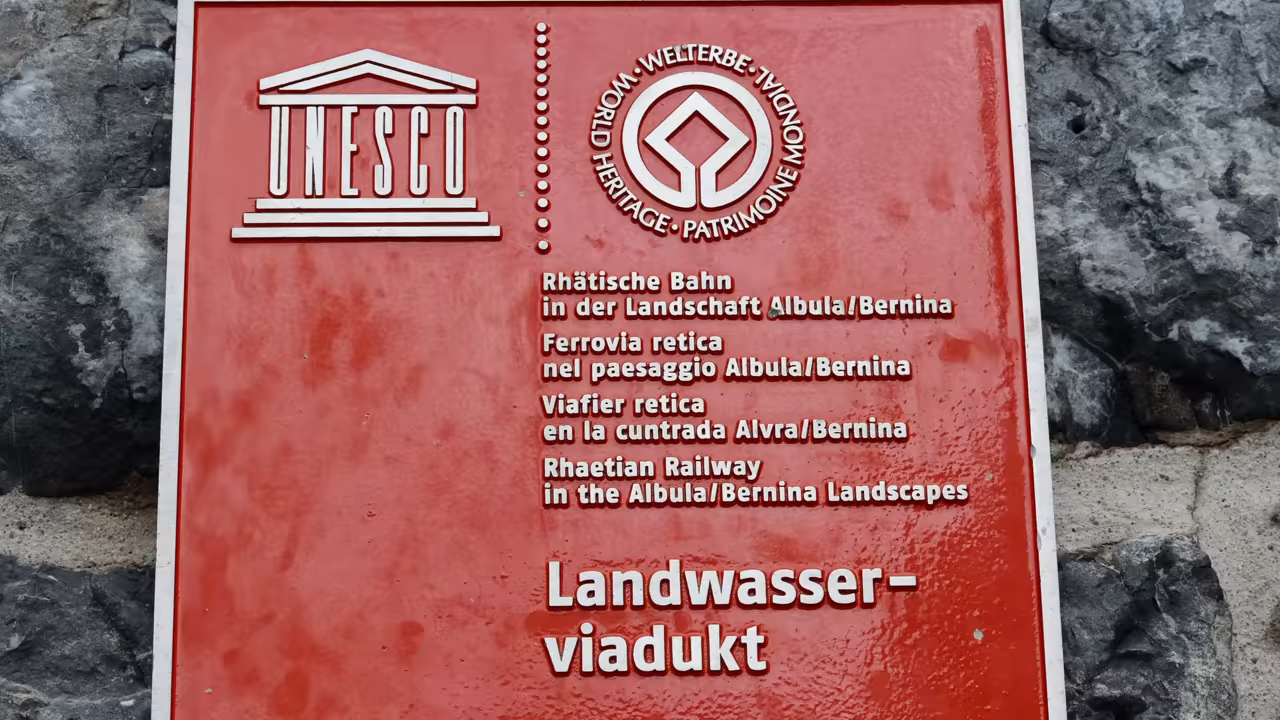 UNESCO
WORLD HERITAGE · WELTERBE · PATRIMOINE MONDIAL
Rhätische Bahn
in der Landschaft Albula/Bernina
Ferrovia retica
nel paesaggio Albula/Bernina
Viafier retica
en la cuntrada Alvra/Bernina
Rhaetian Railway
in the Albula/Bernina Landscapes
Landwasser-
viadukt